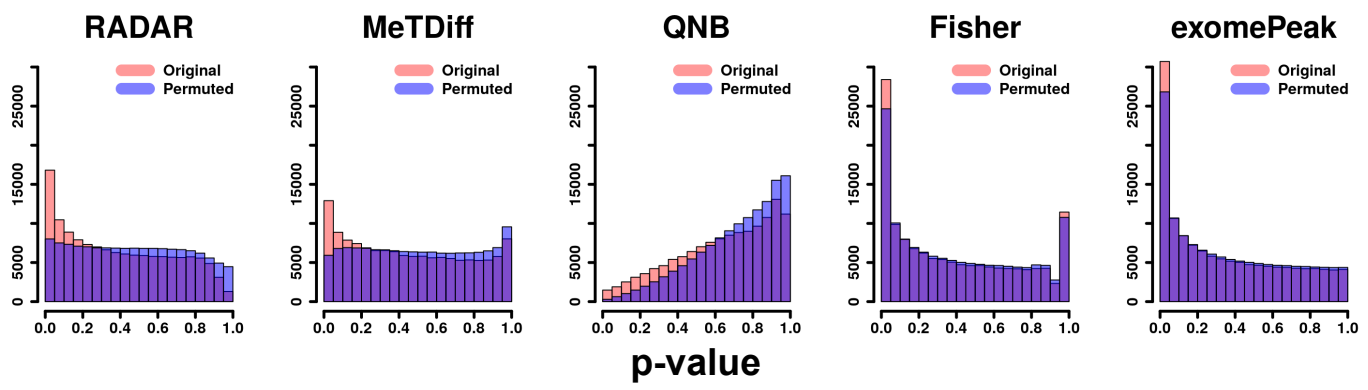 RADAR MeTDiff QNB Fisher exomePeak
Original Original Original Original Original
Permuted Permuted Permuted Permuted Permuted
25000 25000 25000 25000 25000
15000 15000 15000 15000 15000
5000 5000 5000 5000 5000
0 0 0 0 0
0.0 0.2 0.4 0.6 0.8 1.0 0.0 0.2 0.4 0.6 0.8 1.0 0.0 0.2 0.4 0.6 0.8 1.0 0.0 0.2 0.4 0.6 0.8 1.0 0.0 0.2 0.4 0.6 0.8 1.0
p-value